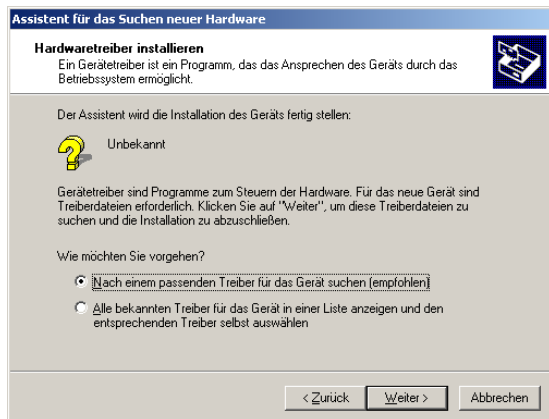 Assistent für das Suchen neuer Hardware
Hardwaretreiber installieren
Ein Gerätetreiber ist ein Programm, das das Ansprechen des Geräts durch das
Betriebssystem ermöglicht.
Der Assistent wird die Installation des Geräts fertig stellen:
Unbekannt
Gerätetreiber sind Programme zum Steuern der Hardware. Für das neue Gerät sind
Treiberdateien erforderlich. Klicken Sie auf "Weiter", um diese Treiberdateien zu
suchen und die Installation zu abzuschließen.
Wie möchten Sie vorgehen?
Nach einem passenden Treiber für das Gerät suchen (empfohlen)
Alle bekannten Treiber für das Gerät in einer Liste anzeigen und den
entsprechenden Treiber selbst auswählen
< Zurück Weiter > Abbrechen